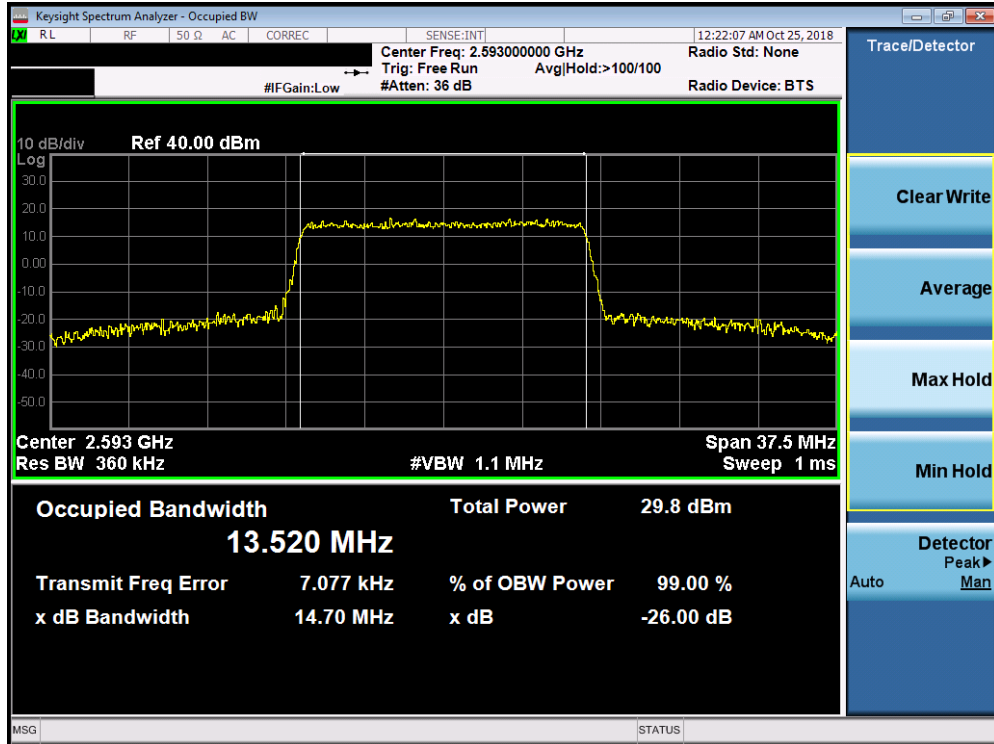 Keysight Spectrum Analyzer - Occupied BW
LXI RL RF 50 Ω AC CORREC SENSE:INT 12:22:07 AM Oct 25, 2018
Center Freq: 2.593000000 GHz Radio Std: None
Trig: Free Run Avg|Hold:>100/100
#IFGain:Low #Atten: 36 dB Radio Device: BTS
Trace/Detector
10 dB/div Ref 40.00 dBm
Log
30.0
20.0
10.0
0.00
-10.0
-20.0
-30.0
-40.0
-50.0
Center 2.593 GHz Span 37.5 MHz
Res BW 360 kHz #VBW 1.1 MHz Sweep 1 ms
Occupied Bandwidth Total Power 29.8 dBm
13.520 MHz
Transmit Freq Error 7.077 kHz % of OBW Power 99.00 %
x dB Bandwidth 14.70 MHz x dB -26.00 dB
Clear Write
Average
Max Hold
Min Hold
Detector
Peak▶
Auto Man
MSG STATUS